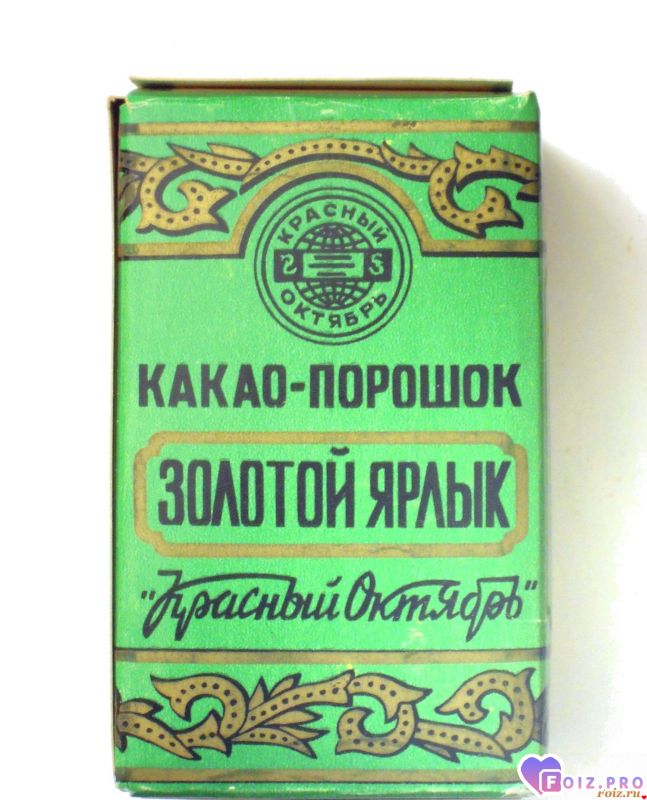 КРАСНЫЙ
ОКТЯБРЬ
КАКАО-ПОРОШОК
ЗОЛОТОЙ ЯРЛЫК
"Красный Октябрь"
FOIZ.PRO
Foiz.ru